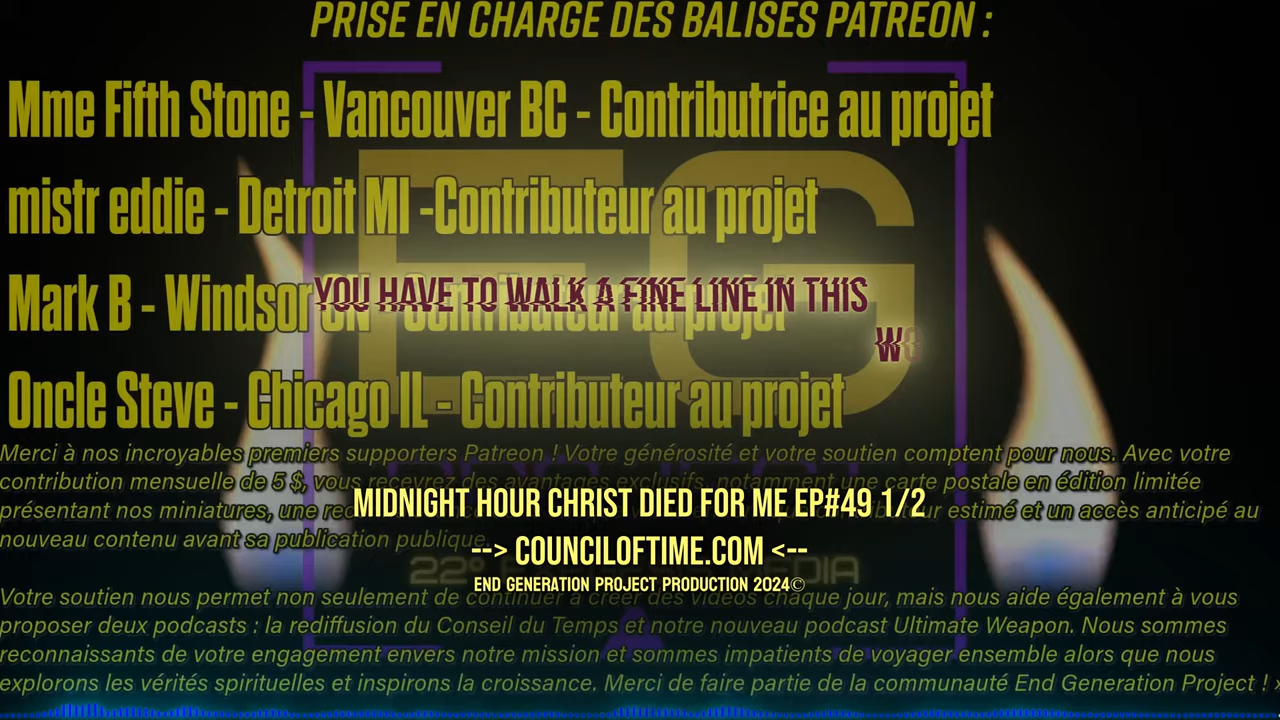 PRISE EN CHARGE DES BALISES PATREON :
Mme Fifth Stone - Vancouver BC - Contributrice au projet
mistr eddie - Detroit MI -Contributeur au projet
Mark B - Windsor ON - Contributeur au projet
YOU HAVE TO WALK A FINE LINE IN THIS
Oncle Steve - Chicago IL - Contributeur au projet
EG
Merci à nos incroyables premiers supporters Patreon ! Votre générosité et votre soutien comptent pour nous. Avec votre
contribution mensuelle de 5 $, vous recevrez des avantages exclusifs, notamment une carte postale en édition limitée
présentant nos miniatures, une estimé et un accès anticipé au
MIDNIGHT HOUR CHRIST DIED FOR ME EP#49 1/2
nouveau contenu avant sa publication publique.
--> COUNCILOFTIME.COM <--
22°
END GENERATION PROJECT PRODUCTION 2024©
Votre soutien nous permet non seulement de continuer à créer des vidéos chaque jour, mais nous aide également à vous
proposer deux podcasts : la rediffusion du Conseil du Temps et notre nouveau podcast Ultimate Weapon. Nous sommes
reconnaissants de votre engagement envers notre mission et sommes impatients de voyager ensemble alors que nous
explorons les vérités spirituelles et inspirons la croissance. Merci de faire partie de la communauté End Generation Project !